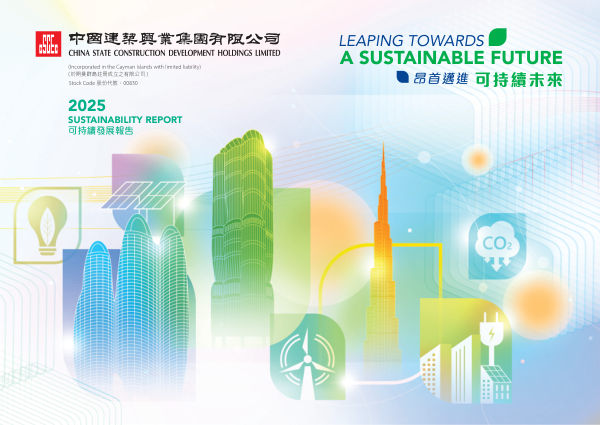 中國建築興業集團有限公司
CHINA STATE CONSTRUCTION DEVELOPMENT HOLDINGS LIMITED
(Incorporated in the Cayman Islands with limited liability)
(於開曼群島註冊成立之有限公司)
Stock Code 股份代號：00830
LEAPING TOWARDS
A SUSTAINABLE FUTURE
昂首邁進 可持續未來
2025
SUSTAINABILITY REPORT
可持續發展報告
CO₂